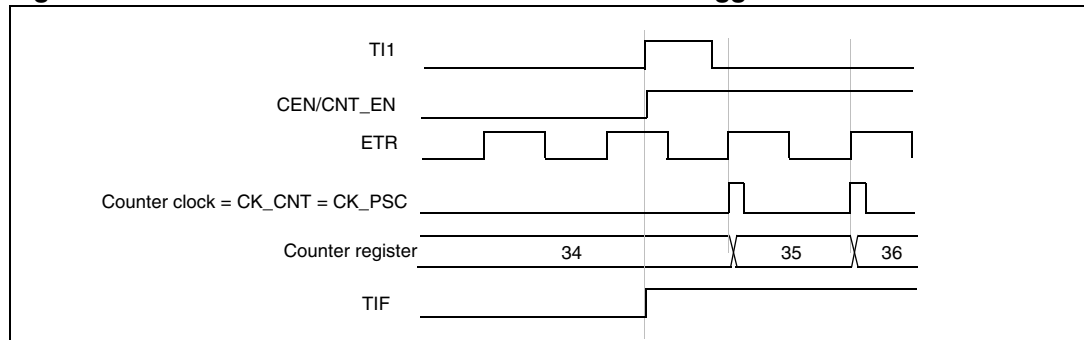 TI1
CEN/CNT_EN
ETR
Counter clock = CK_CNT = CK_PSC
Counter register
34
35
36
TIF